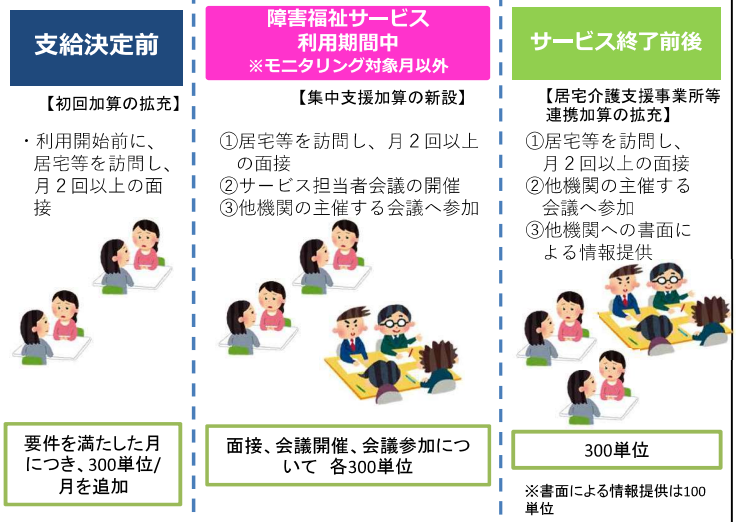 支給決定前
【初回加算の拡充】
・利用開始前に、
居宅等を訪問し、
月２回以上の面
接
要件を満たした月
につき、300単位/
月を追加
障害福祉サービス
利用期間中
※モニタリング対象月以外
【集中支援加算の新設】
①居宅等を訪問し、月２回以上
の面接
②サービス担当者会議の開催
③他機関の主催する会議へ参加
面接、会議開催、会議参加につ
いて　各300単位
サービス終了前後
【居宅介護支援事業所等
連携加算の拡充】
①居宅等を訪問し、
月２回以上の面接
②他機関の主催する
会議へ参加
③他機関への書面に
よる情報提供
300単位
※書面による情報提供は100
単位